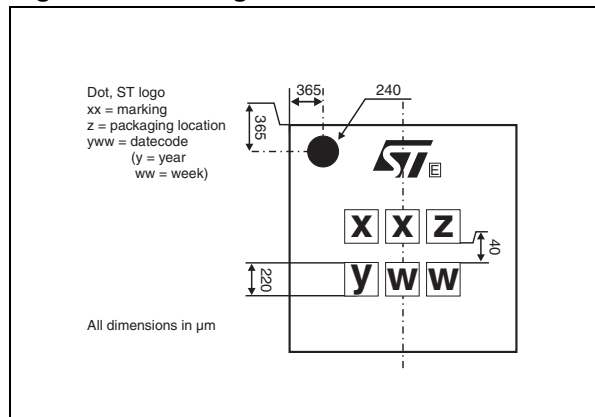 Dot, ST logo
xx = marking
z = packaging location
yww = datecode
(y = year
ww = week)
365
240
365
ST
E
x x z
40
y w w
220
All dimensions in µm